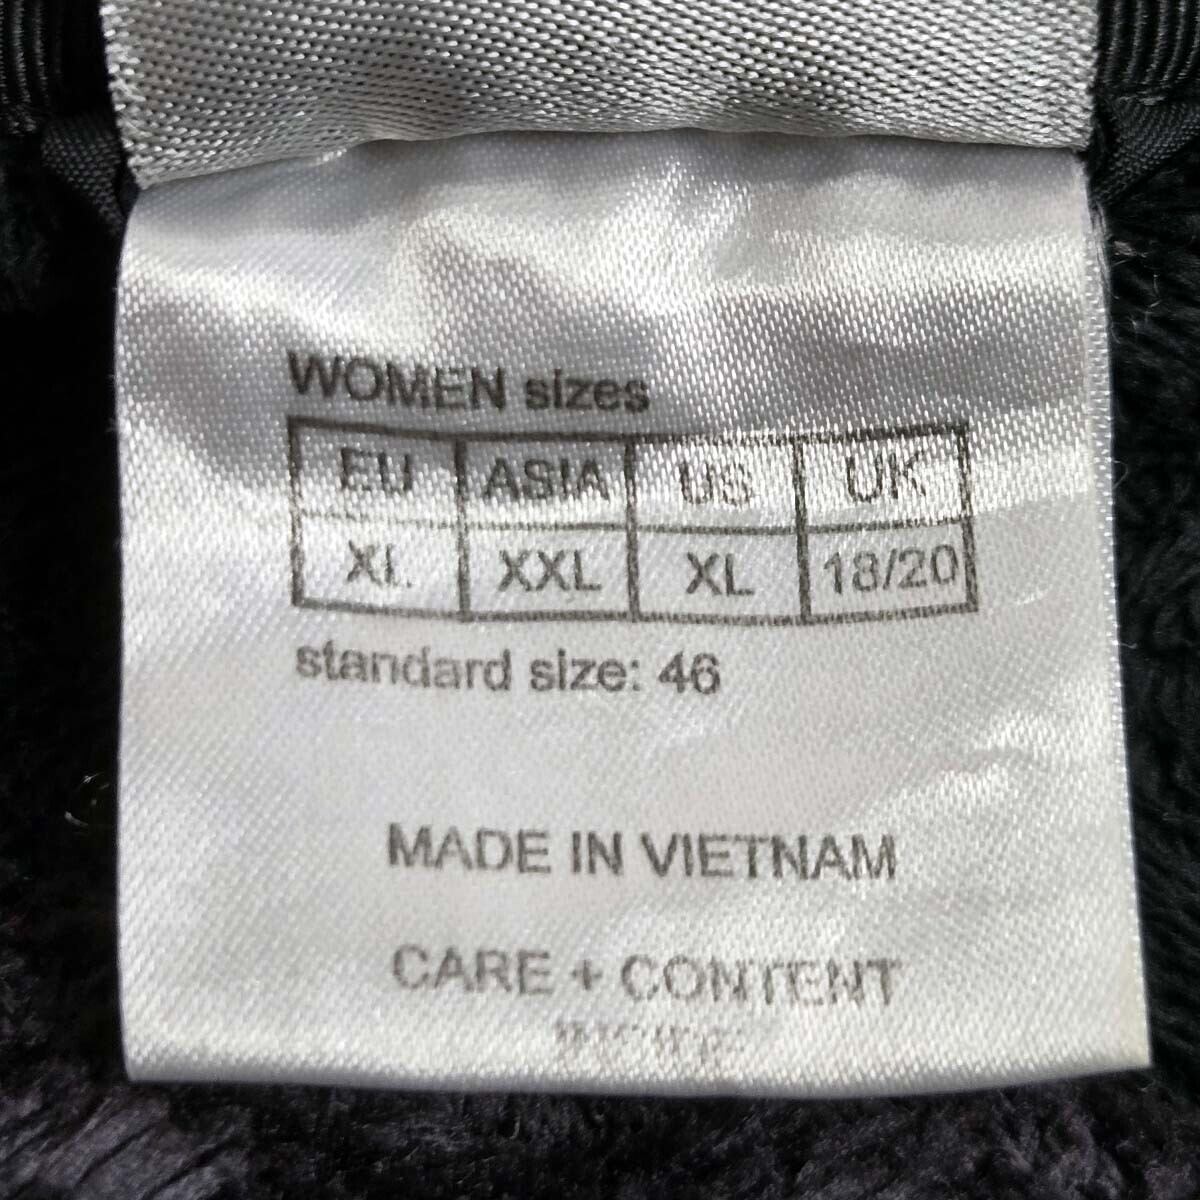 WOMEN sizes
EU ASIA US UK
XL XXL XL 18/20
standard size: 46
MADE IN VIETNAM
CARE + CONTENT